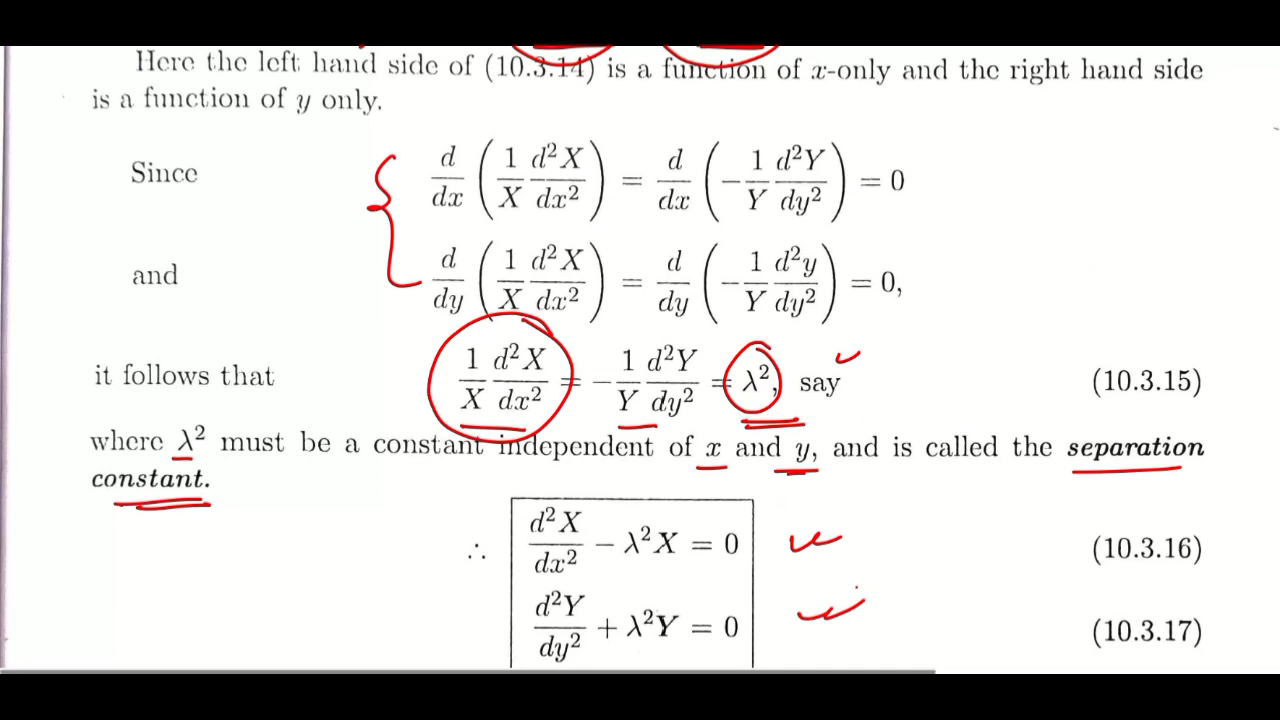 Here the left hand side of (10.3.14) is a function of x-only and the right hand side
is a function of y only.
Since d/dx (1/X d²X/dx²) = d/dx (−1/Y d²Y/dy²) = 0
and d/dy (1/X d²X/dx²) = d/dy (−1/Y d²y/dy²) = 0,
it follows that 1/X d²X/dx² = −1/Y d²Y/dy² = λ², say (10.3.15)
where λ² must be a constant independent of x and y, and is called the separation
constant.
∴ d²X/dx² − λ²X = 0 (10.3.16)
d²Y/dy² + λ²Y = 0 (10.3.17)